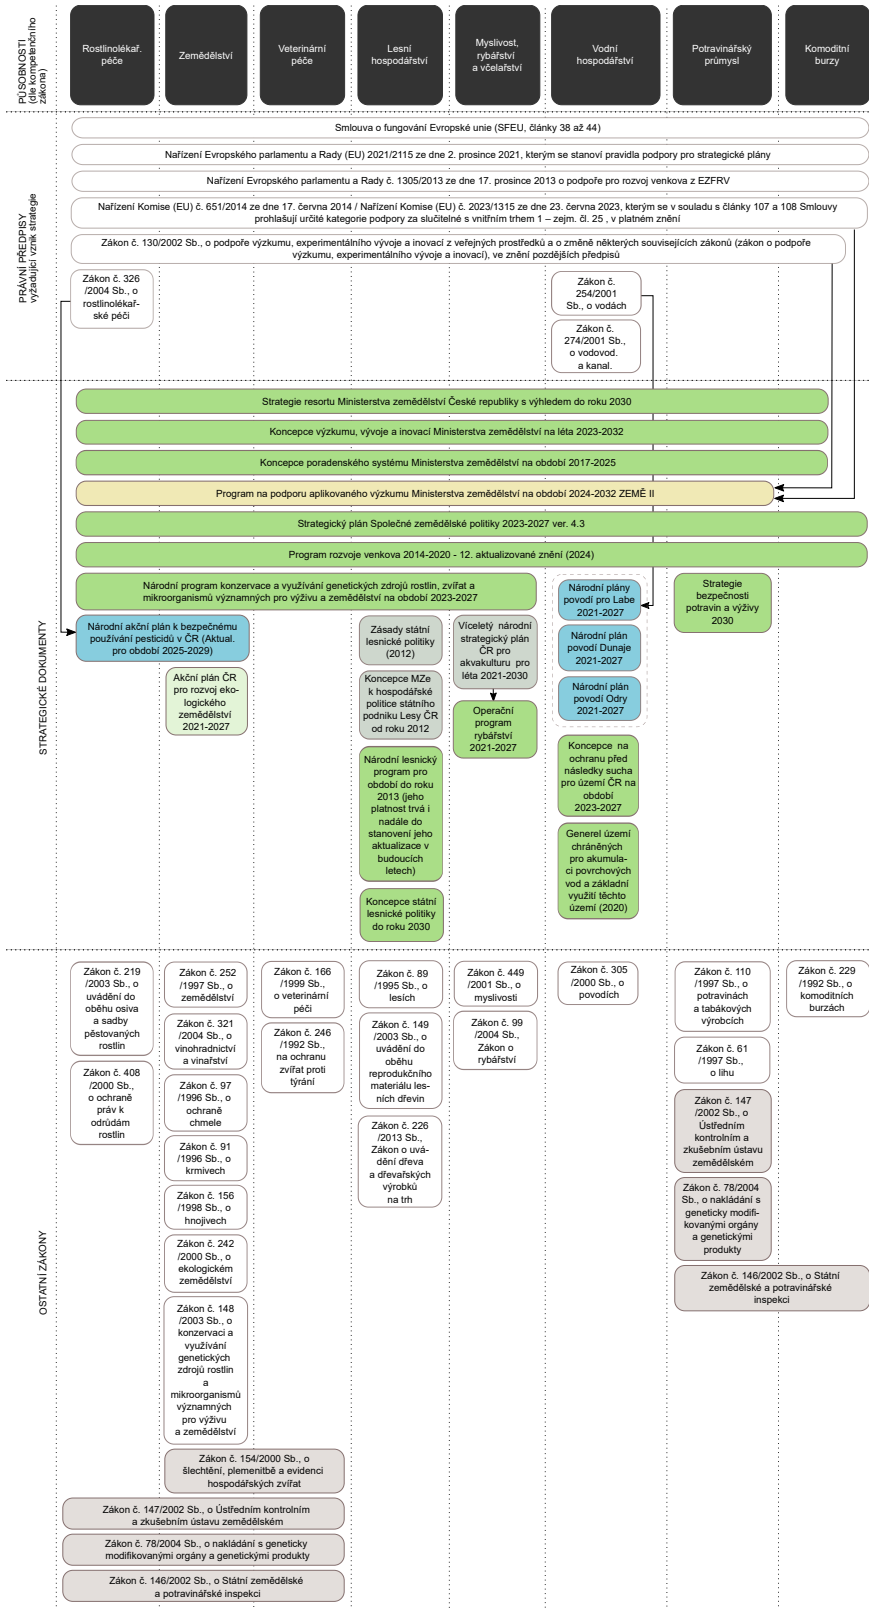 PŮSOBNOSTI
(dle kompetenčního
zákona)
Rostlinolékař.
péče
Zemědělství
Veterinární
péče
Lesní
hospodářství
Myslivost,
rybářství
a včelařství
Vodní
hospodářství
Potravinářský
průmysl
Komoditní
burzy
PRÁVNÍ PŘEDPISY
vyžadující vznik strategie
Smlouva o fungování Evropské unie (SFEU, články 38 až 44)
Nařízení Evropského parlamentu a Rady (EU) 2021/2115 ze dne 2. prosince 2021, kterým se stanoví pravidla podpory pro strategické plány
Nařízení Evropského parlamentu a Rady č. 1305/2013 ze dne 17. prosince 2013 o podpoře pro rozvoj venkova z EZFRV
Nařízení Komise (EU) č. 651/2014 ze dne 17. června 2014 / Nařízení Komise (EU) č. 2023/1315 ze dne 23. června 2023, kterým se v souladu s články 107 a 108 Smlouvy
prohlašují určité kategorie podpory za slučitelné s vnitřním trhem 1 – zejm. čl. 25 , v platném znění
Zákon č. 130/2002 Sb., o podpoře výzkumu, experimentálního vývoje a inovací z veřejných prostředků a o změně některých souvisejících zákonů (zákon o podpoře
výzkumu, experimentálního vývoje a inovací), ve znění pozdějších předpisů
Zákon č. 326
/2004 Sb., o
rostlinolékař-
ské péči
Zákon č.
254/2001
Sb., o vodách
Zákon č.
274/2001 Sb.,
o vodovod.
a kanal.
STRATEGICKÉ DOKUMENTY
Strategie resortu Ministerstva zemědělství České republiky s výhledem do roku 2030
Koncepce výzkumu, vývoje a inovací Ministerstva zemědělství na léta 2023-2032
Koncepce poradenského systému Ministerstva zemědělství na období 2017-2025
Program na podporu aplikovaného výzkumu Ministerstva zemědělství na období 2024-2032 ZEMĚ II
Strategický plán Společné zemědělské politiky 2023-2027 ver. 4.3
Program rozvoje venkova 2014-2020 - 12. aktualizované znění (2024)
Národní program konzervace a využívání genetických zdrojů rostlin, zvířat a
mikroorganismů významných pro výživu a zemědělství na období 2023-2027
Národní akční plán k bezpečnému
používání pesticidů v ČR (Aktual.
pro období 2025-2029)
Akční plán ČR
pro rozvoj eko-
logického
zemědělství
2021-2027
Zásady státní
lesnické politiky
(2012)
Koncepce MZe
k hospodářské
politice státního
podniku Lesy ČR
od roku 2012
Národní lesnický
program pro
období do roku
2013 (jeho
platnost trvá i
nadále do
stanovení jeho
aktualizace v
budoucích
letech)
Koncepce státní
lesnické politiky
do roku 2030
Víceletý národní
strategický plán
ČR pro
akvakulturu pro
léta 2021-2030
Operační
program
rybářství
2021-2027
Národní plány
povodí pro Labe
2021-2027
Národní plán
povodí Dunaje
2021-2027
Národní plán
povodí Odry
2021-2027
Koncepce na
ochranu před
následky sucha
pro území ČR na
období
2023-2027
Generel území
chráněných
pro akumula-
ci povrchových
vod a základní
využití těchto
území (2020)
Strategie
bezpečnosti
potravin a výživy
2030
OSTATNÍ ZÁKONY
Zákon č. 219
/2003 Sb., o
uvádění do
oběhu osiva
a sadby
pěstovaných
rostlin
Zákon č. 408
/2000 Sb.,
o ochraně
práv k
odrůdám
rostlin
Zákon č. 252
/1997 Sb., o
zemědělství
Zákon č. 321
/2004 Sb., o
vinohradnictví
a vinařství
Zákon č. 97
/1996 Sb., o
ochraně
chmele
Zákon č. 91
/1996 Sb., o
krmivech
Zákon č. 156
/1998 Sb., o
hnojivech
Zákon č. 242
/2000 Sb., o
ekologickém
zemědělství
Zákon č. 148
/2003 Sb., o
konzervaci a
využívání
genetických
zdrojů rostlin
a
mikroorganismů
významných
pro výživu
a zemědělství
Zákon č. 166
/1999 Sb.,
o veterinární
péči
Zákon č. 246
/1992 Sb.,
na ochranu
zvířat proti
týrání
Zákon č. 89
/1995 Sb., o
lesích
Zákon č. 149
/2003 Sb., o
uvádění do
oběhu
reprodukčního
materiálu les-
ních dřevin
Zákon č. 226
/2013 Sb.,
Zákon o uvá-
dění dřeva
a dřevařských
výrobků
na trh
Zákon č. 449
/2001 Sb., o
myslivosti
Zákon č. 99
/2004 Sb.,
Zákon o
rybářství
Zákon č. 305
/2000 Sb., o
povodích
Zákon č. 110
/1997 Sb., o
potravinách
a tabákových
výrobcích
Zákon č. 61
/1997 Sb.,
o lihu
Zákon č. 147
/2002 Sb., o
Ústředním
kontrolním a
zkušebním ústavu
zemědělském
Zákon č. 78/2004
Sb., o nakládání s
geneticky modifi-
kovanými orgány
a genetickými
produkty
Zákon č. 229
/1992 Sb., o
komoditních
burzách
Zákon č. 146/2002 Sb., o Státní
zemědělské a potravinářské
inspekci
Zákon č. 154/2000 Sb., o
šlechtění, plemenitbě a evidenci
hospodářských zvířat
Zákon č. 147/2002 Sb., o Ústředním kontrolním
a zkušebním ústavu zemědělském
Zákon č. 78/2004 Sb., o nakládání s geneticky
modifikovanými orgány a genetickými produkty
Zákon č. 146/2002 Sb., o Státní zemědělské
a potravinářské inspekci